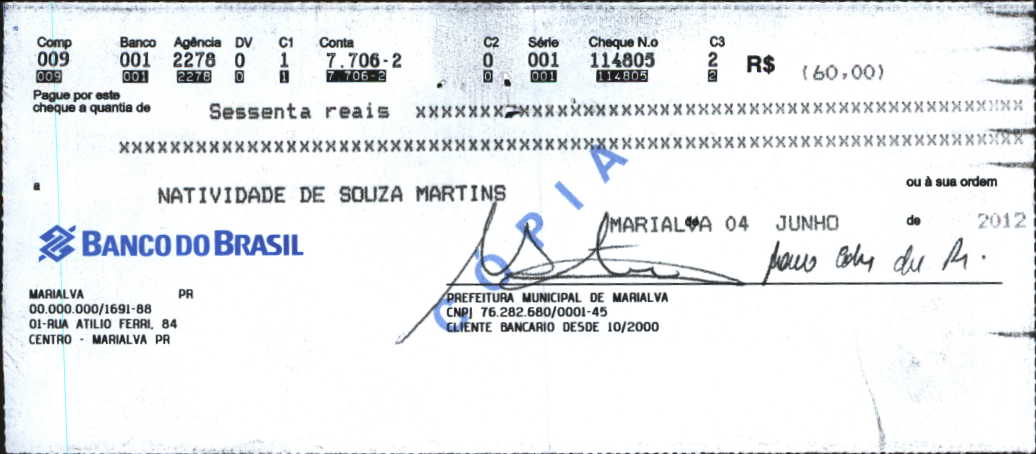 Comp Banco Agência DV C1 Conta C2 Série Cheque N.o C3
009 001 2278 0 1 7.706-2 0 001 114805 2 R$ (60,00)
009 001 2278 0 1 7.706-2 0 001 114805 2
Pague por este
cheque a quantia de Sessenta reais xxxxxxxxxxxxxxxxxxxxxxxxxxxxxxxxxxxxxxxxxxxxxxx
xxxxxxxxxxxxxxxxxxxxxxxxxxxxxxxxxxxxxxxxxxxxxxxxxxxxxxxxxxxxxxxxxxxxxx
a NATIVIDADE DE SOUZA MARTINS ou à sua ordem
CÓPIA
MARIALVA 04 JUNHO de 2012
BANCO DO BRASIL
MARIALVA PR
00.000.000/1691-88
01-RUA ATILIO FERRI, 84
CENTRO - MARIALVA PR
PREFEITURA MUNICIPAL DE MARIALVA
CNPJ 76.282.680/0001-45
CLIENTE BANCARIO DESDE 10/2000